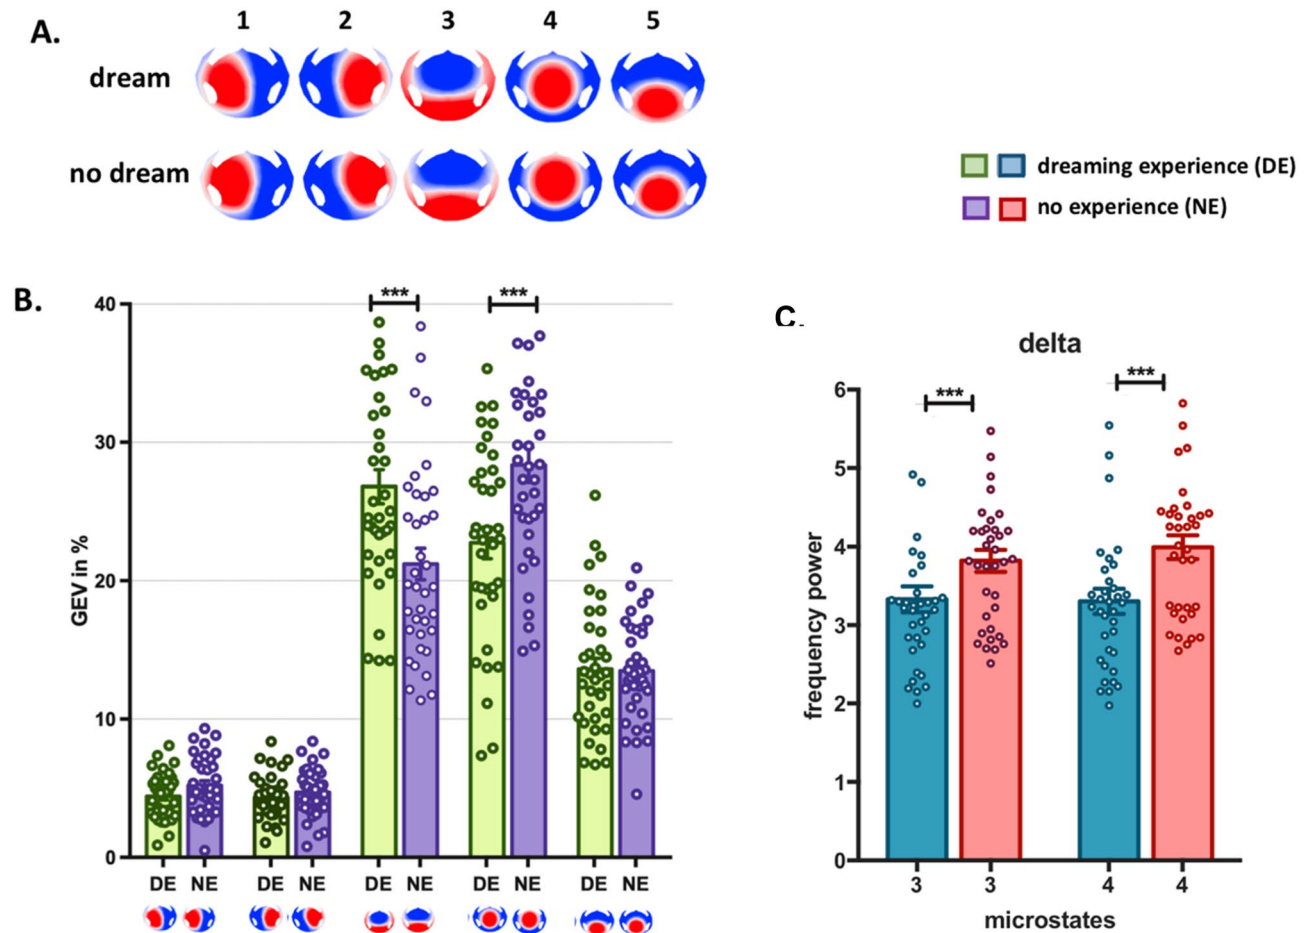 A.
1 2 3 4 5
dream
no dream
dreaming experience (DE)
no experience (NE)
B.
40
30
20
10
0
GEV in %
*** ***
DE NE DE NE DE NE DE NE DE NE
C.
delta
*** ***
6
5
4
3
2
1
0
frequency power
3 3 4 4
microstates